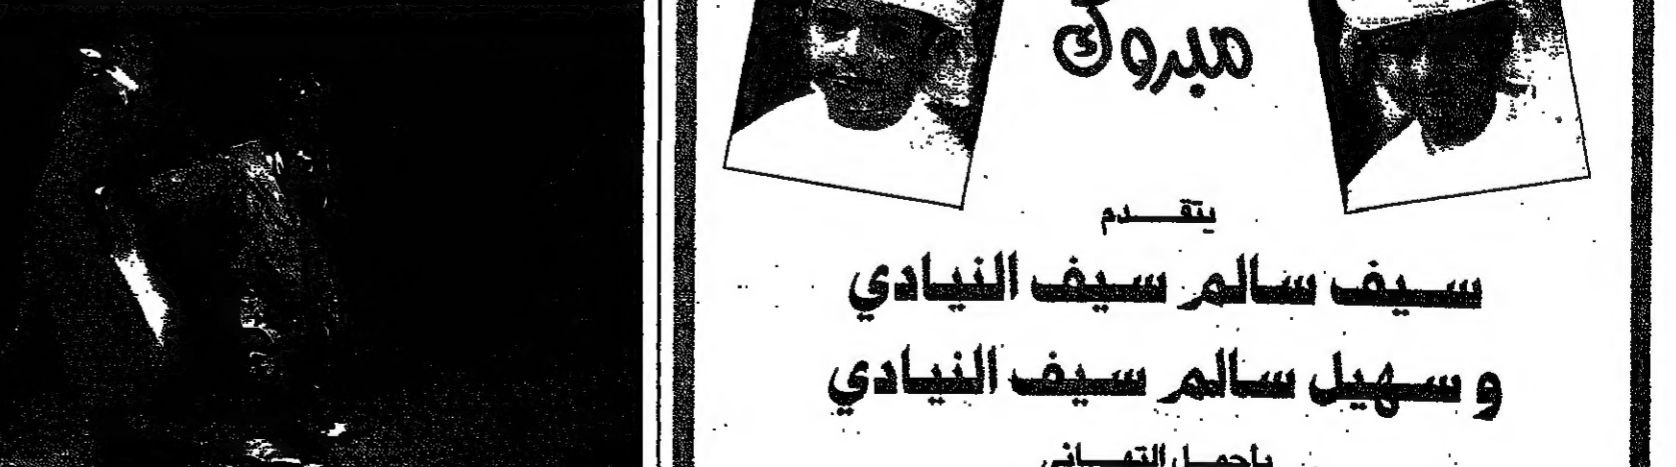 مبروك
يتقدم
سيف سالم سيف النيادي
و سهيل سالم سيف النيادي
بأجمل التهاني